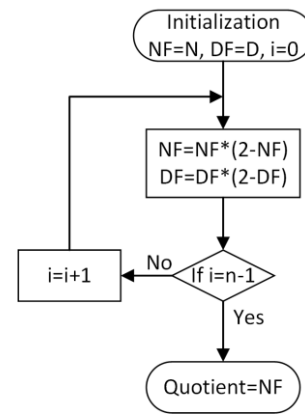 Initialization
NF=N, DF=D, i=0
NF=NF*(2-NF)
DF=DF*(2-DF)
No
i=i+1
If i=n-1
Yes
Quotient=NF